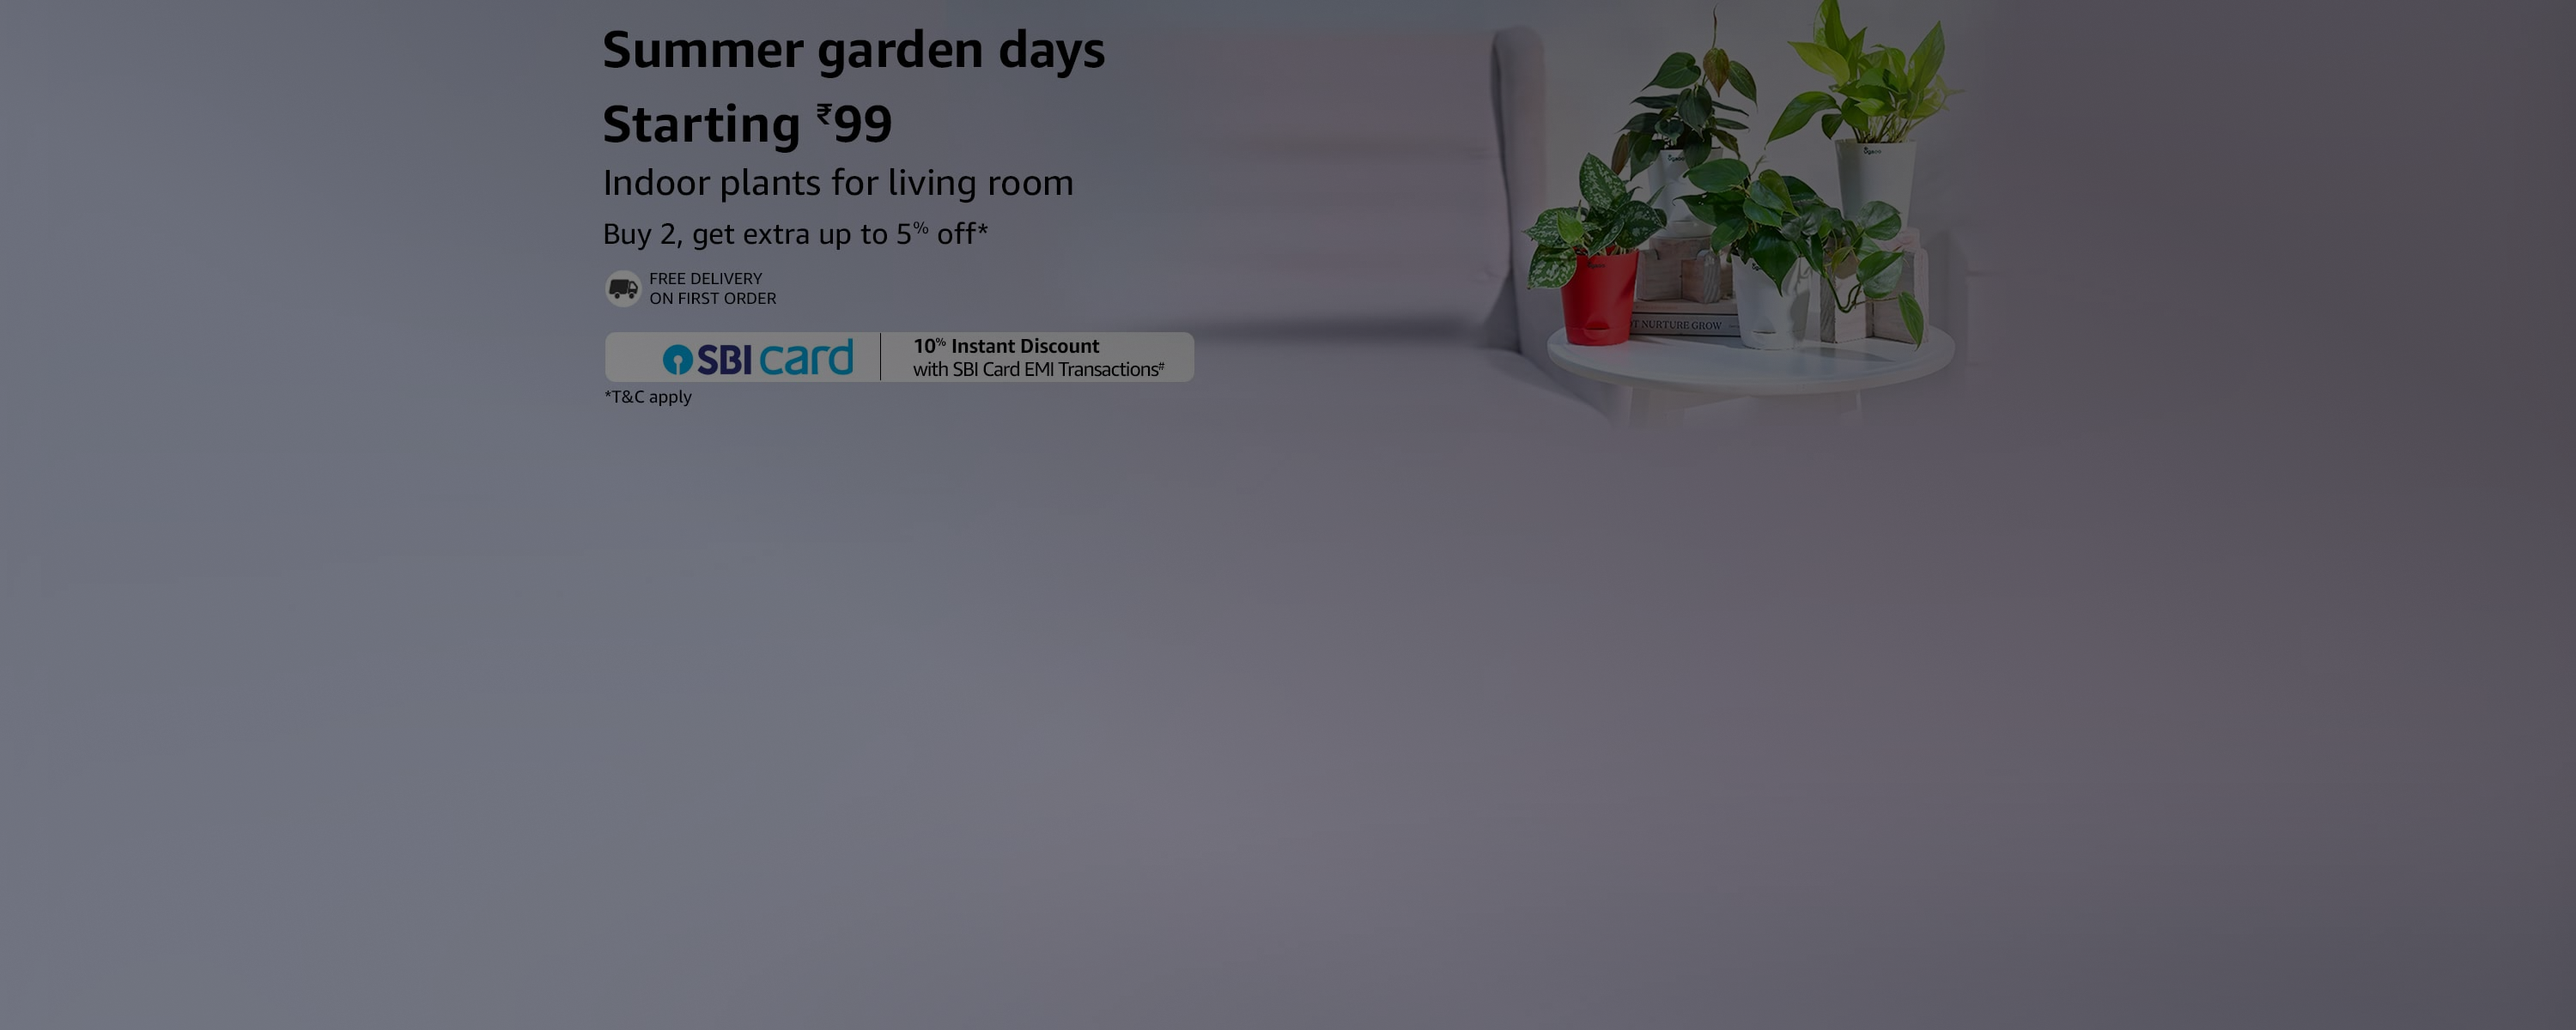 Summer garden days
Starting ₹99
Indoor plants for living room
Buy 2, get extra up to 5% off*
FREE DELIVERY
ON FIRST ORDER
SBI card
10% Instant Discount
with SBI Card EMI Transactions#
*T&C apply
NURTURE GROW